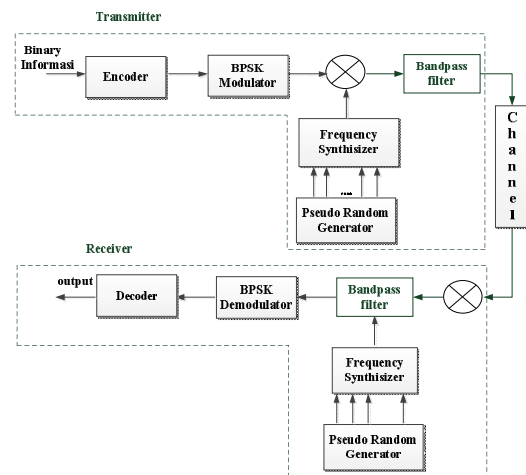 Transmitter
Binary
Informasi
Encoder
BPSK
Modulator
Bandpass
filter
Channel
Frequency
Synthisizer
....
Pseudo Random
Generator
Receiver
output
Decoder
BPSK
Demodulator
Bandpass
filter
Frequency
Synthisizer
Pseudo Random
Generator